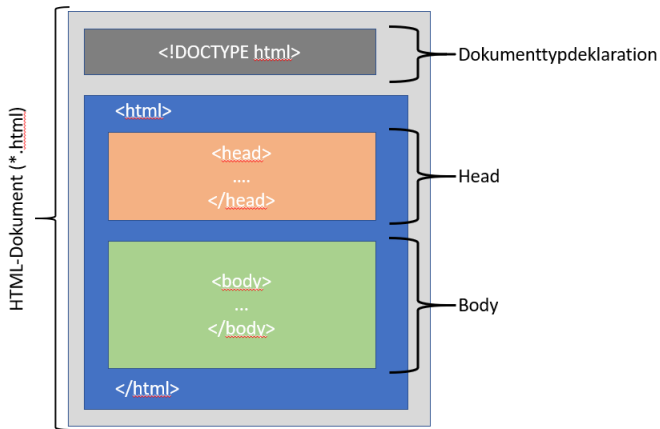 <!DOCTYPE html>
Dokumenttypdeklaration
HTML-Dokument (*.html)
<html>
<head>
....
</head>
Head
<body>
...
</body>
Body
</html>